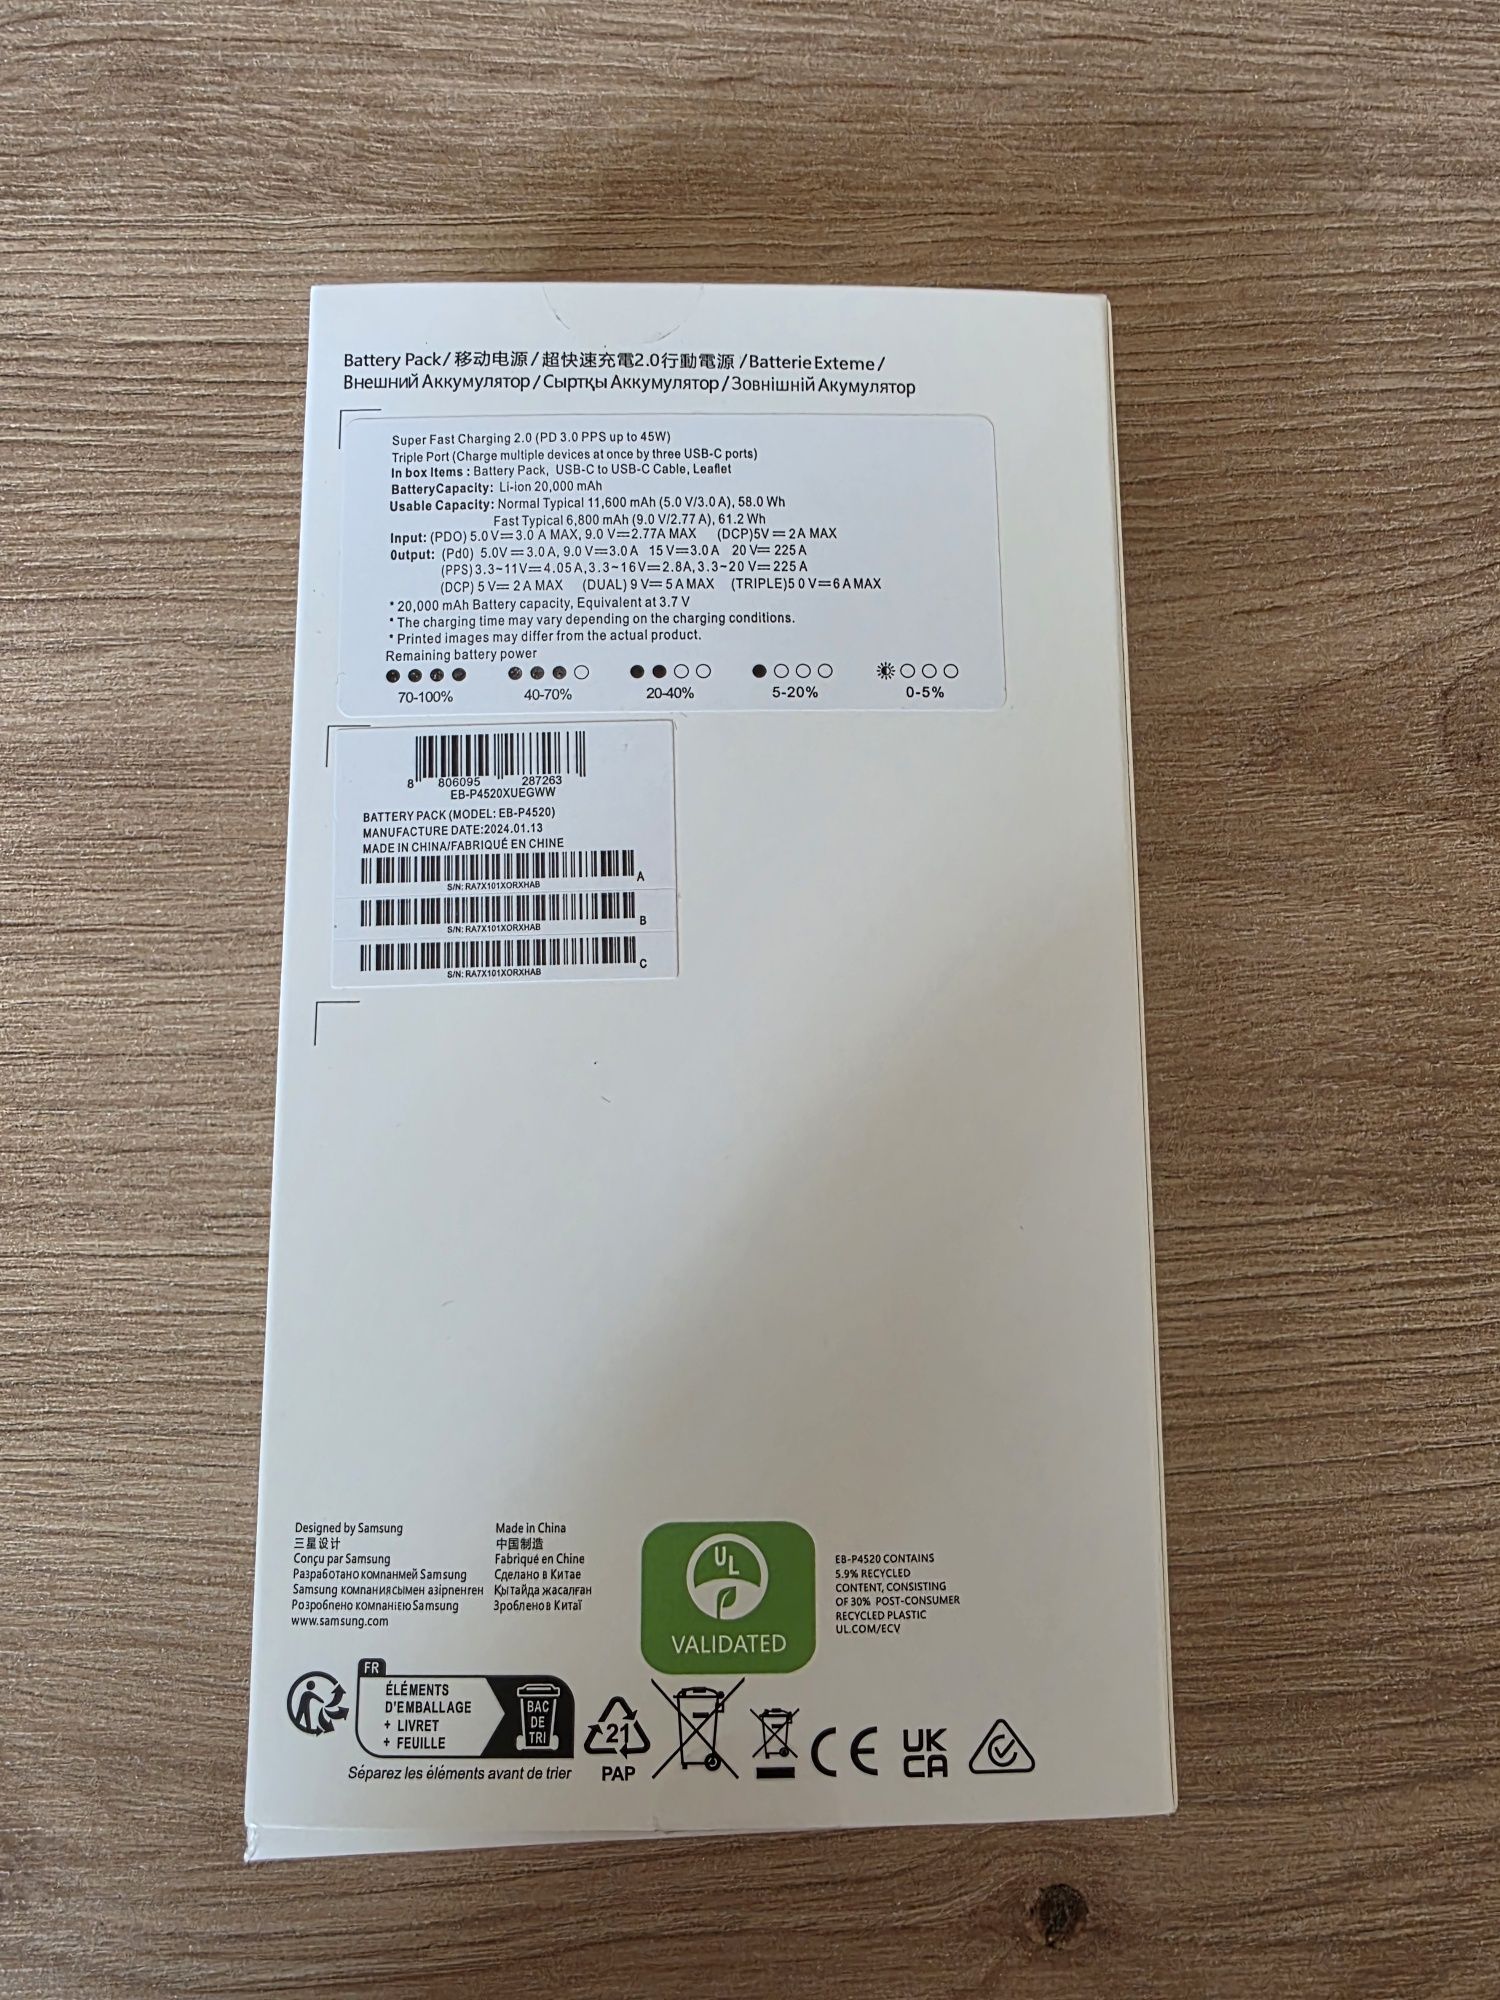 Battery Pack/ 移动电源 / 超快速充電2.0行動電源 /Batterie Exteme /
Внешний Аккумулятор / Сыртқы Аккумулятор / Зовнішній Акумулятор
Super Fast Charging 2.0 (PD 3.0 PPS up to 45W)
Triple Port (Charge multiple devices at once by three USB-C ports)
In box Items : Battery Pack, USB-C to USB-C Cable, Leaflet
BatteryCapacity: Li-ion 20,000 mAh
Usable Capacity: Normal Typical 11,600 mAh (5.0 V/3.0 A), 58.0 Wh
Fast Typical 6,800 mAh (9.0 V/2.77 A), 61.2 Wh
Input: (PDO) 5.0 V⎓3.0 A MAX, 9.0 V⎓2.77A MAX (DCP)5V⎓2A MAX
Output: (Pd0) 5.0V⎓3.0 A, 9.0 V⎓3.0 A 15 V⎓3.0 A 20 V⎓ 225 A
(PPS) 3.3~11V⎓4.05 A,3.3~16V⎓2.8A,3.3~20 V⎓225 A
(DCP) 5 V⎓ 2 A MAX (DUAL) 9 V⎓ 5 A MAX (TRIPLE)5 0 V⎓6 A MAX
* 20,000 mAh Battery capacity, Equivalent at 3.7 V
* The charging time may vary depending on the charging conditions.
* Printed images may differ from the actual product.
Remaining battery power
70-100% 40-70% 20-40% 5-20% 0-5%
8 806095 287263
EB-P4520XUEGWW
BATTERY PACK (MODEL: EB-P4520)
MANUFACTURE DATE:2024.01.13
MADE IN CHINA/FABRIQUÉ EN CHINE
A
S/N: RA7X101XORXHAB
B
S/N: RA7X101XORXHAB
C
S/N: RA7X101XORXHAB
Designed by Samsung
三星设计
Conçu par Samsung
Разработано компанмей Samsung
Samsung компаниясымен азірпенген
Розроблено компанією Samsung
www.samsung.com
Made in China
中国制造
Fabriqué en Chine
Сделано в Китае
Қытайда жасалған
Зроблено в Китаї
UL
VALIDATED
EB-P4520 CONTAINS
5.9% RECYCLED
CONTENT, CONSISTING
OF 30% POST-CONSUMER
RECYCLED PLASTIC
UL.COM/ECV
FR
ÉLÉMENTS
D'EMBALLAGE
+ LIVRET
+ FEUILLE
BAC
DE
TRI
Séparez les éléments avant de trier
21
PAP
CE
UK
CA